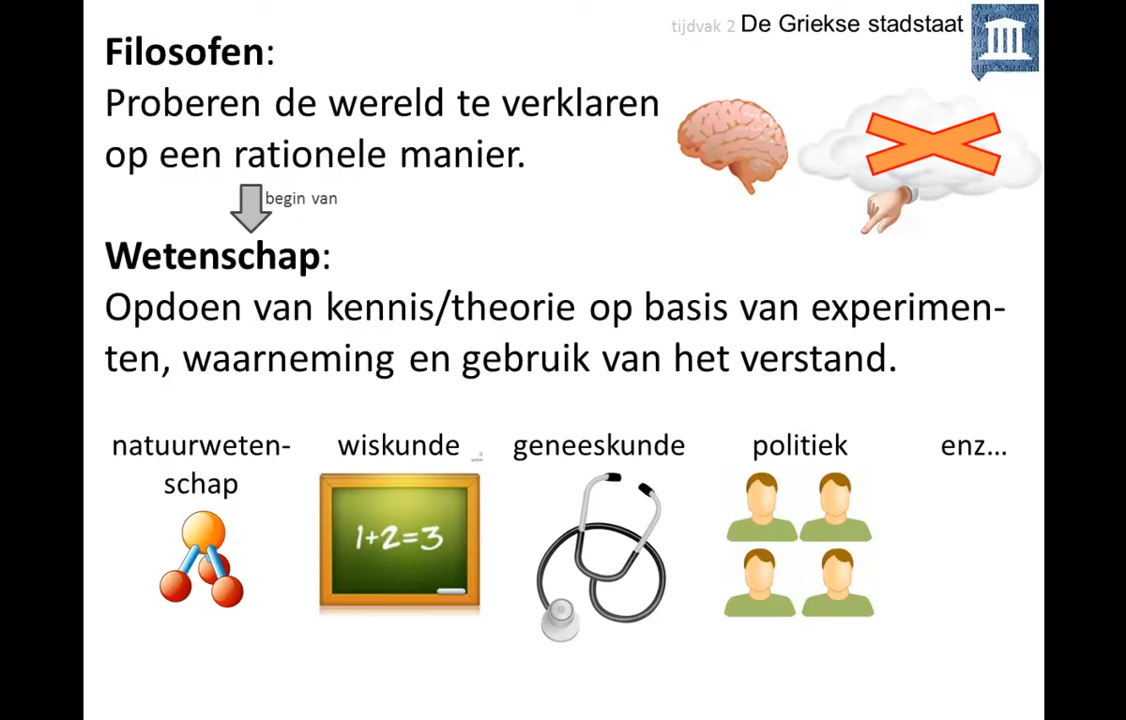 tijdvak 2 De Griekse stadstaat
Filosofen:
Proberen de wereld te verklaren
op een rationele manier.
begin van
Wetenschap:
Opdoen van kennis/theorie op basis van experimen-
ten, waarneming en gebruik van het verstand.
natuurweten-
schap
wiskunde
geneeskunde
politiek
enz...
1+2=3